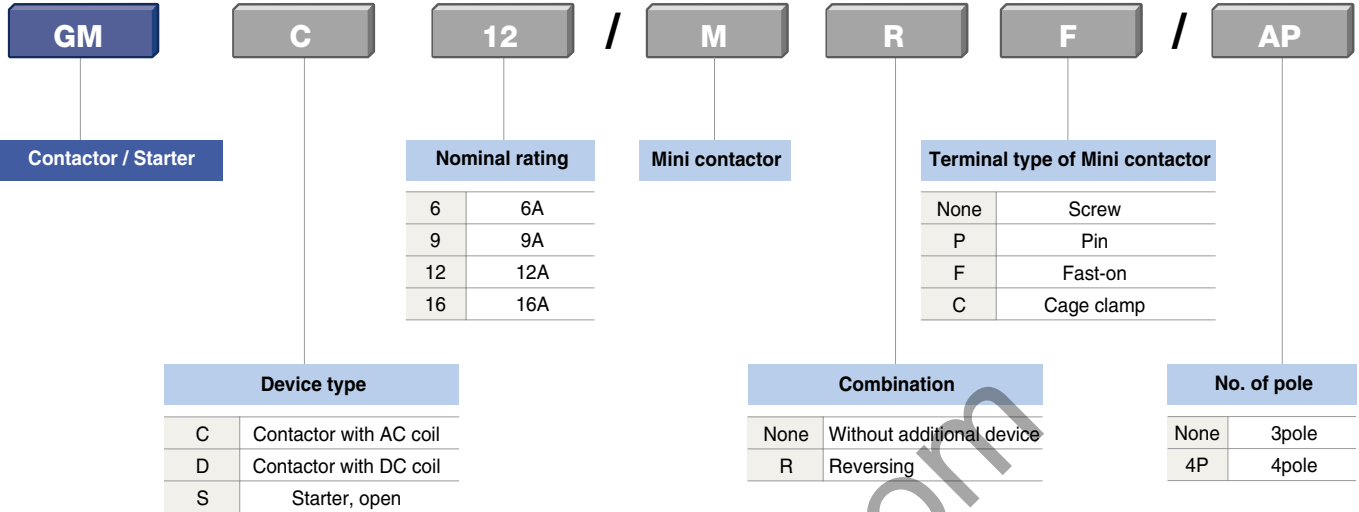 GM C 12 / M R F / AP
Contactor / Starter
Nominal rating
6 6A
9 9A
12 12A
16 16A
Mini contactor
Terminal type of Mini contactor
None Screw
P Pin
F Fast-on
C Cage clamp
Device type
C Contactor with AC coil
D Contactor with DC coil
S Starter, open
Combination
None Without additional device
R Reversing
No. of pole
None 3pole
4P 4pole
om